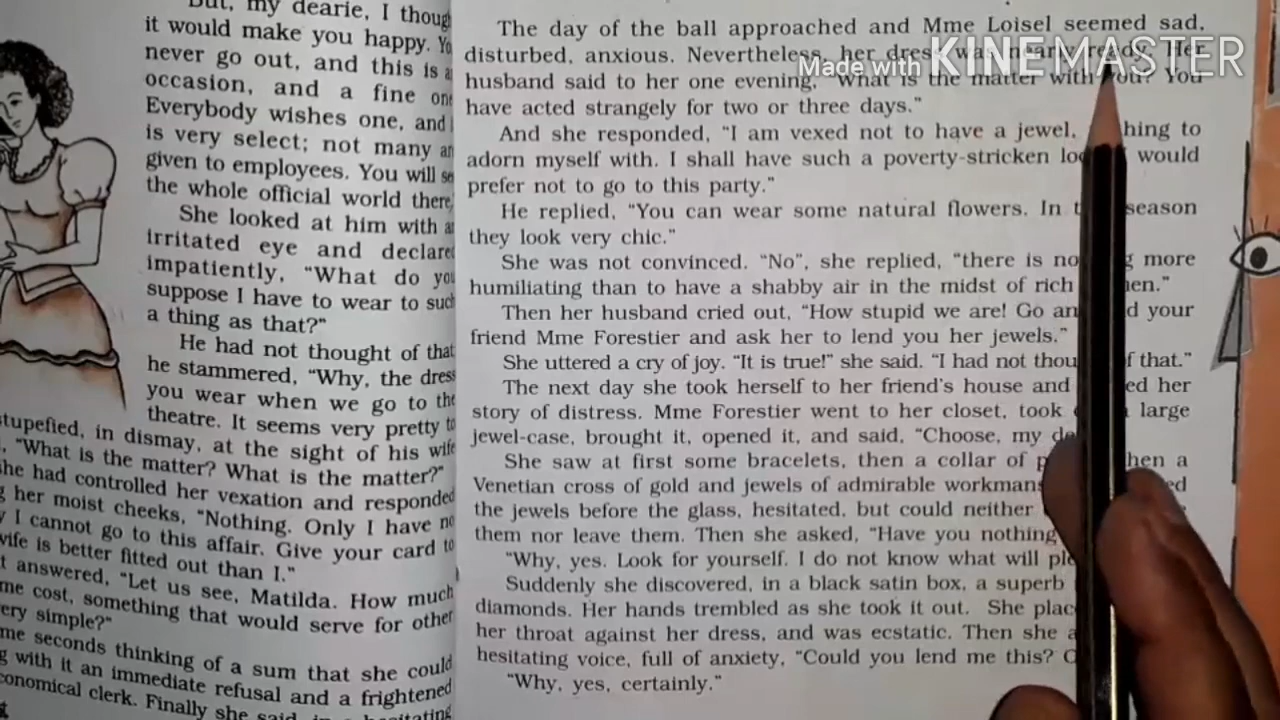 But, my dearie, I
it would make you happy.
never go out, and this is
occasion, and a fine
Everybody wishes one, and
is very select; not many
given to employees. You will
the whole official world there
She looked at him with
irritated eye and declared
impatiently, "What do you
suppose I have to wear to such
a thing as that?"
He had not thought of that
he stammered, "Why, the dress
you wear when we go to the
theatre. It seems very pretty to
stupefied, in dismay, at the sight of his wife
"What is the matter? What is the matter?"
she had controlled her vexation and responded
her moist cheeks, "Nothing. Only I have no
I cannot go to this affair. Give your card to
wife is better fitted out than I."
answered, "Let us see, Matilda. How much
cost, something that would serve for other
very simple?"
seconds thinking of a sum that she could
with it an immediate refusal and a frightened
economical clerk. Finally she said, in a hesitating
The day of the ball approached and Mme Loisel seemed sad,
disturbed, anxious. Nevertheless, her dress was nearly ready. Her
Made with KINEMASTER
husband said to her one evening, "What is the matter with you? You
have acted strangely for two or three days."
And she responded, "I am vexed not to have a jewel, to
adorn myself with. I shall have such a poverty-stricken would
prefer not to go to this party."
He replied, "You can wear some natural flowers. In season
they look very chic."
She was not convinced. "No", she replied, "there is more
humiliating than to have a shabby air in the midst of rich
Then her husband cried out, "How stupid we are! Go your
friend Mme Forestier and ask her to lend you her jewels."
She uttered a cry of joy. "It is true!" she said. "I had not that."
The next day she took herself to her friend's house and her
story of distress. Mme Forestier went to her closet, took large
jewel-case, brought it, opened it, and said, "Choose, my
She saw at first some bracelets, then a collar of then a
Venetian cross of gold and jewels of admirable
the jewels before the glass, hesitated, but could neither
them nor leave them. Then she asked, "Have you nothing
"Why, yes. Look for yourself. I do not know what will
Suddenly she discovered, in a black satin box, a superb
diamonds. Her hands trembled as she took it out. She
her throat against her dress, and was ecstatic. Then she
hesitating voice, full of anxiety, "Could you lend me this?
"Why, yes, certainly."